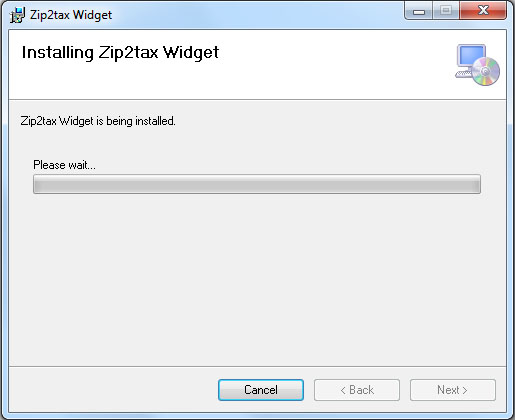 Zip2tax Widget
Installing Zip2tax Widget
Zip2tax Widget is being installed.
Please wait...
Cancel
< Back
Next >